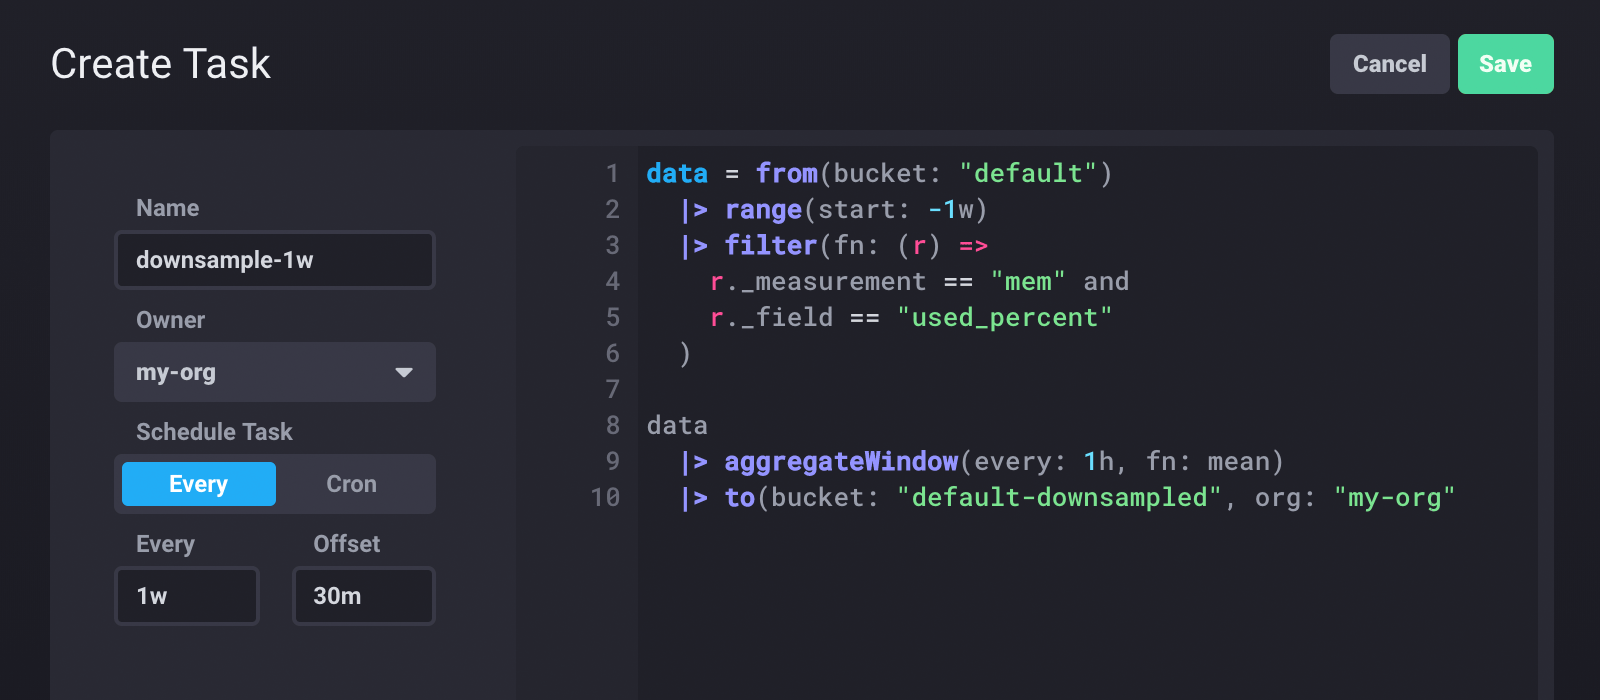 Create Task
Cancel
Save
Name
downsample-1w
Owner
my-org
Schedule Task
Every
Cron
Every
Offset
1w
30m
1 data = from(bucket: "default")
2   |> range(start: -1w)
3   |> filter(fn: (r) =>
4     r._measurement == "mem" and
5     r._field == "used_percent"
6   )
7
8 data
9   |> aggregateWindow(every: 1h, fn: mean)
10   |> to(bucket: "default-downsampled", org: "my-org"